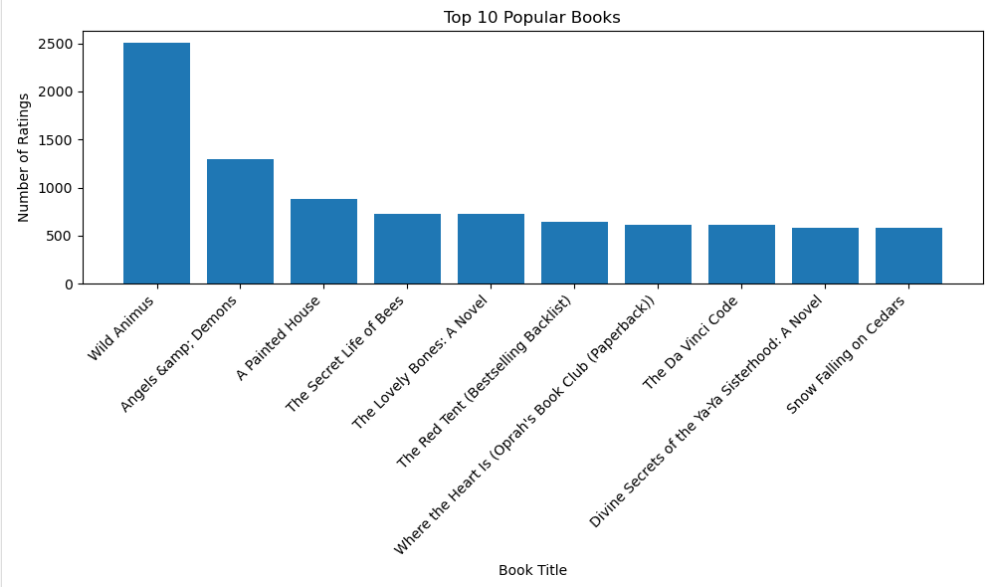 Top 10 Popular Books
Number of Ratings
2500
2000
1500
1000
500
0
Wild Animus
Angels &amp; Demons
A Painted House
The Secret Life of Bees
The Lovely Bones: A Novel
The Red Tent (Bestselling Backlist)
Where the Heart Is (Oprah's Book Club (Paperback))
The Da Vinci Code
Divine Secrets of the Ya-Ya Sisterhood: A Novel
Snow Falling on Cedars
Book Title